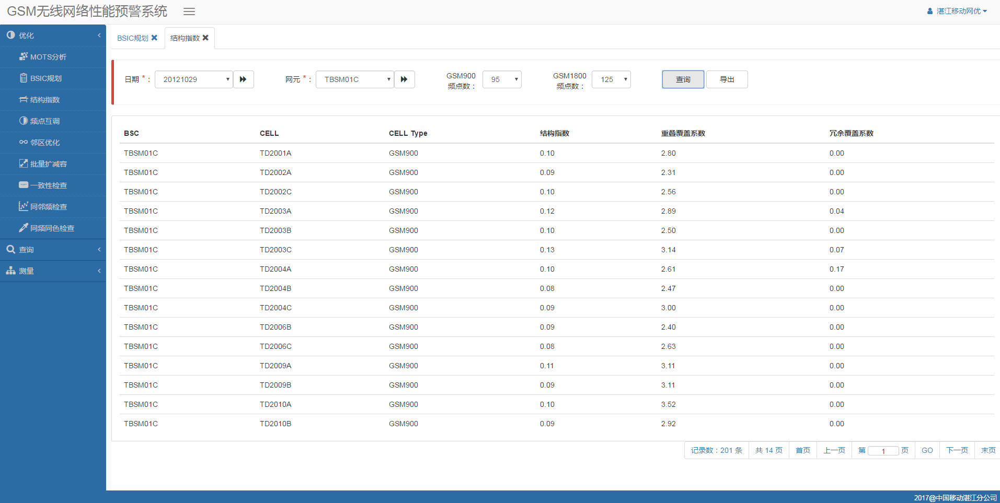 GSM无线网络性能预警系统
湛江移动网优
优化
MOTS分析
BSIC规划
结构指数
频点互调
邻区优化
批量扩减容
一致性检查
同邻频检查
同频同色检查
查询
测量
BSIC规划 结构指数
日期 * : 20121029 网元 * : TBSM01C GSM900 频点数： 95 GSM1800 频点数： 125 查询 导出
BSC CELL CELL Type 结构指数 重叠覆盖系数 冗余覆盖系数
TBSM01C TD2001A GSM900 0.10 2.80 0.00
TBSM01C TD2002A GSM900 0.09 2.31 0.00
TBSM01C TD2002C GSM900 0.10 2.56 0.00
TBSM01C TD2003A GSM900 0.12 2.89 0.04
TBSM01C TD2003B GSM900 0.10 2.50 0.00
TBSM01C TD2003C GSM900 0.13 3.14 0.07
TBSM01C TD2004A GSM900 0.10 2.61 0.17
TBSM01C TD2004B GSM900 0.08 2.47 0.00
TBSM01C TD2004C GSM900 0.09 3.00 0.00
TBSM01C TD2006B GSM900 0.09 2.40 0.00
TBSM01C TD2006C GSM900 0.08 2.63 0.00
TBSM01C TD2009A GSM900 0.11 3.11 0.00
TBSM01C TD2009B GSM900 0.09 3.11 0.00
TBSM01C TD2010A GSM900 0.10 3.52 0.00
TBSM01C TD2010B GSM900 0.09 2.92 0.00
记录数：201 条 共 14 页 首页 上一页 第 1 页 GO 下一页 末页
2017@中国移动湛江分公司